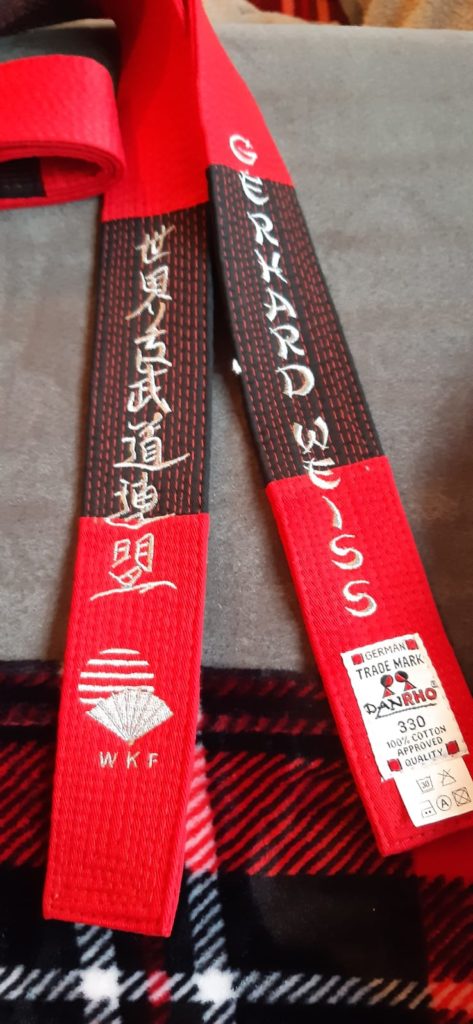 世界古武道連盟
WKF
GERHARD WEISS
GERMAN
TRADE MARK
DANRHO®
330
100% COTTON
APPROVED
QUALITY